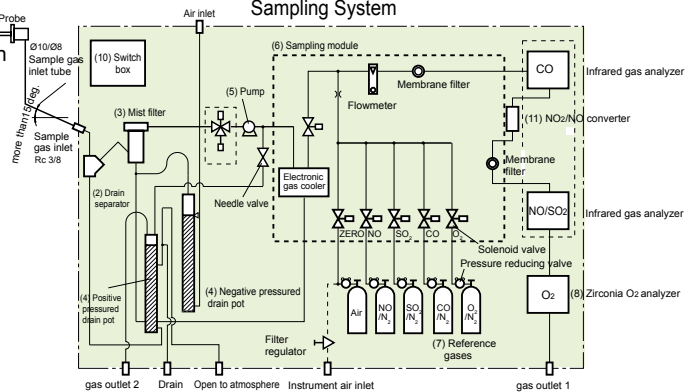 Sampling System
Probe
n
Air inlet
Ø10/Ø8
Sample gas
inlet tube
more than15 deg.
Sample
gas inlet
Rc 3/8
(10) Switch
box
(3) Mist filter
(5) Pump
(6) Sampling module
Flowmeter
Membrane filter
CO
Infrared gas analyzer
(11) NO2/NO converter
Membrane
filter
(2) Drain
separator
Needle valve
Electronic
gas cooler
ZERO
NO
SO2
CO
O2
NO/SO2
Infrared gas analyzer
Solenoid valve
Pressure reducing valve
(4) Positive
pressured
drain pot
(4) Negative pressured
drain pot
Air
NO
/N2
SO2
/N2
CO
/N2
O2
/N2
O2
(8) Zirconia O2 analyzer
(7) Reference
gases
Filter
regulator
gas outlet 2
Drain
Open to atmosphere
Instrument air inlet
gas outlet 1